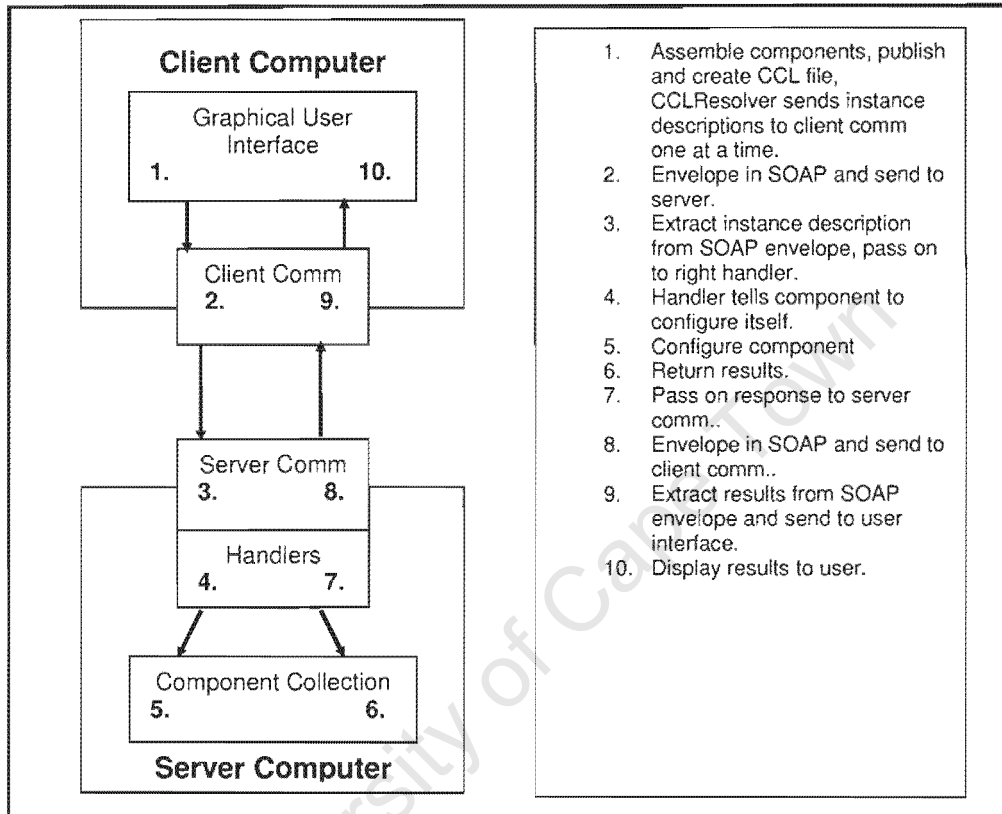 Client Computer
Graphical User
Interface
1. 10.
Client Comm
2. 9.
Server Comm
3. 8.
Handlers
4. 7.
Component Collection
5. 6.
Server Computer
1. Assemble components, publish
and create CCL file,
CCLResolver sends instance
descriptions to client comm
one at a time.
2. Envelope in SOAP and send to
server.
3. Extract instance description
from SOAP envelope, pass on
to right handler.
4. Handler tells component to
configure itself.
5. Configure component
6. Return results.
7. Pass on response to server
comm..
8. Envelope in SOAP and send to
client comm..
9. Extract results from SOAP
envelope and send to user
interface.
10. Display results to user.
ersity of Cape Town